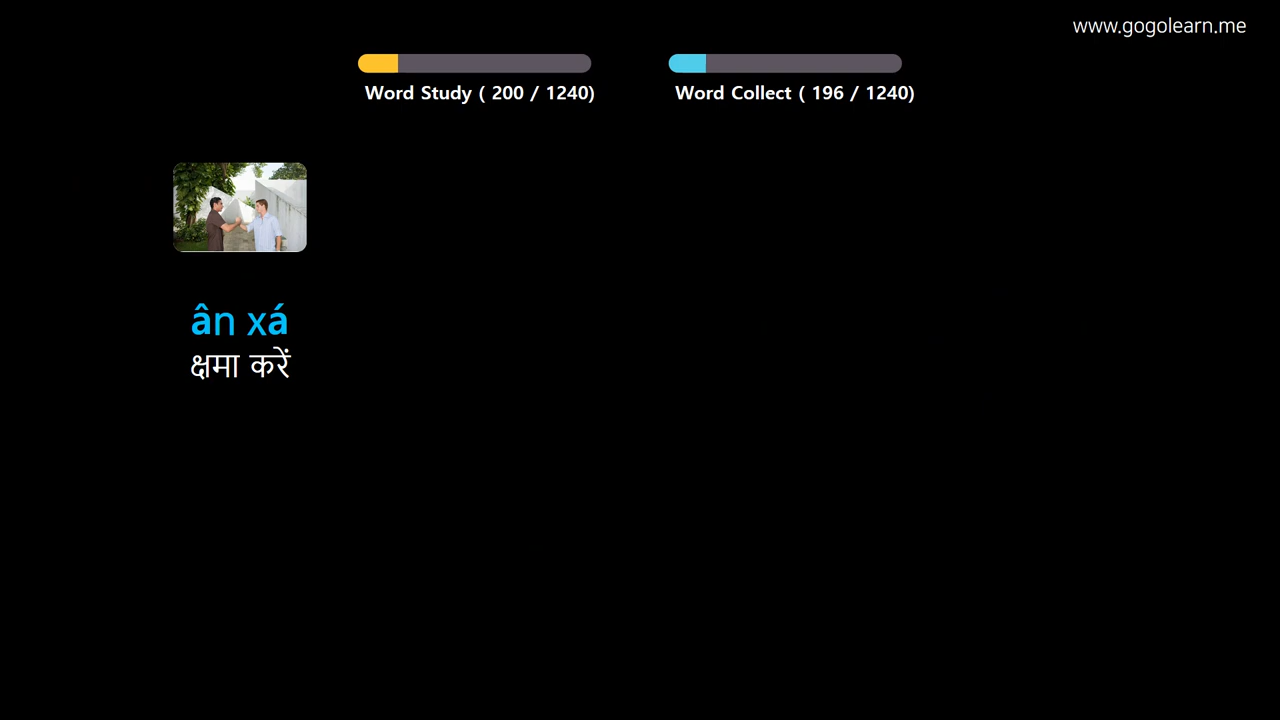 www.gogolearn.me
Word Study ( 200 / 1240)
Word Collect ( 196 / 1240)
ân xá
क्षमा करें